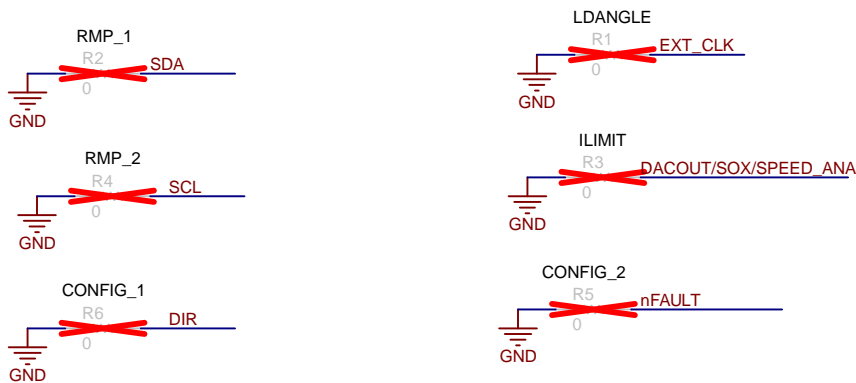 RMP_1
R2
SDA
0
GND
LDANGLE
R1
EXT_CLK
0
GND
RMP_2
R4
SCL
0
GND
ILIMIT
R3
DACOUT/SOX/SPEED_ANA
0
GND
CONFIG_1
R6
DIR
0
GND
CONFIG_2
R5
nFAULT
0
GND